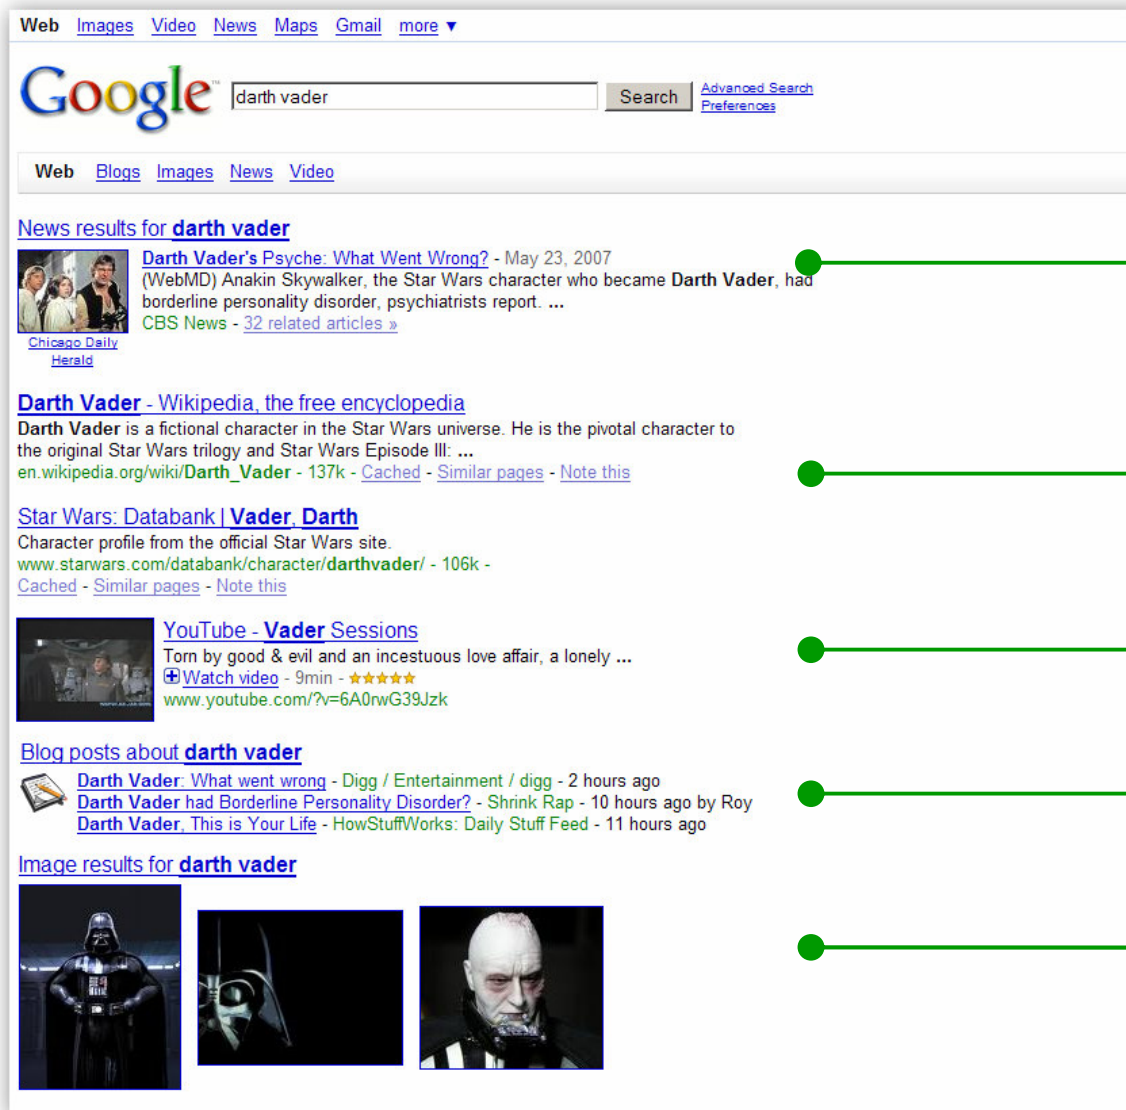 Web Images Video News Maps Gmail more ▼
Google™ darth vader Search Advanced Search
Preferences
Web Blogs Images News Video
News results for darth vader
Darth Vader's Psyche: What Went Wrong? - May 23, 2007
(WebMD) Anakin Skywalker, the Star Wars character who became Darth Vader, had
borderline personality disorder, psychiatrists report. ...
CBS News - 32 related articles »
Chicago Daily
Herald
Darth Vader - Wikipedia, the free encyclopedia
Darth Vader is a fictional character in the Star Wars universe. He is the pivotal character to
the original Star Wars trilogy and Star Wars Episode III: ...
en.wikipedia.org/wiki/Darth_Vader - 137k - Cached - Similar pages - Note this
Star Wars: Databank | Vader, Darth
Character profile from the official Star Wars site.
www.starwars.com/databank/character/darthvader/ - 106k -
Cached - Similar pages - Note this
YouTube - Vader Sessions
Torn by good & evil and an incestuous love affair, a lonely ...
Watch video - 9min - ★★★★★
www.youtube.com/?v=6A0rwG39Jzk
Blog posts about darth vader
Darth Vader: What went wrong - Digg / Entertainment / digg - 2 hours ago
Darth Vader had Borderline Personality Disorder? - Shrink Rap - 10 hours ago by Roy
Darth Vader, This is Your Life - HowStuffWorks: Daily Stuff Feed - 11 hours ago
Image results for darth vader